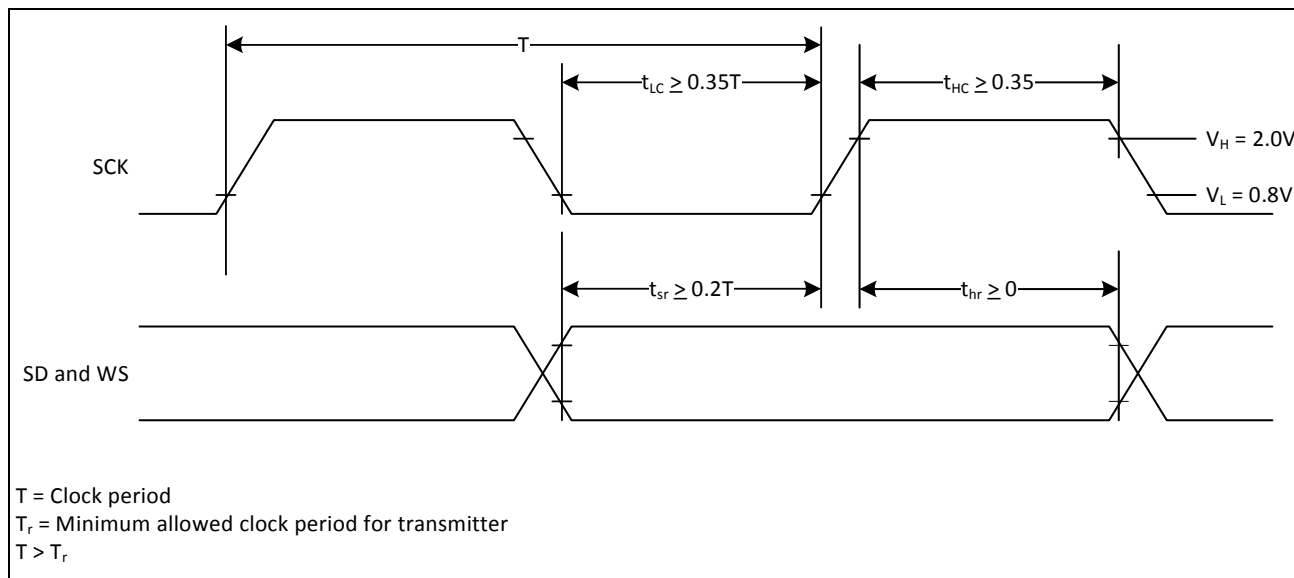 T
t_LC ≥ 0.35T
t_HC ≥ 0.35
SCK
V_H = 2.0V
V_L = 0.8V
t_sr ≥ 0.2T
t_hr ≥ 0
SD and WS
T = Clock period
T_r = Minimum allowed clock period for transmitter
T > T_r